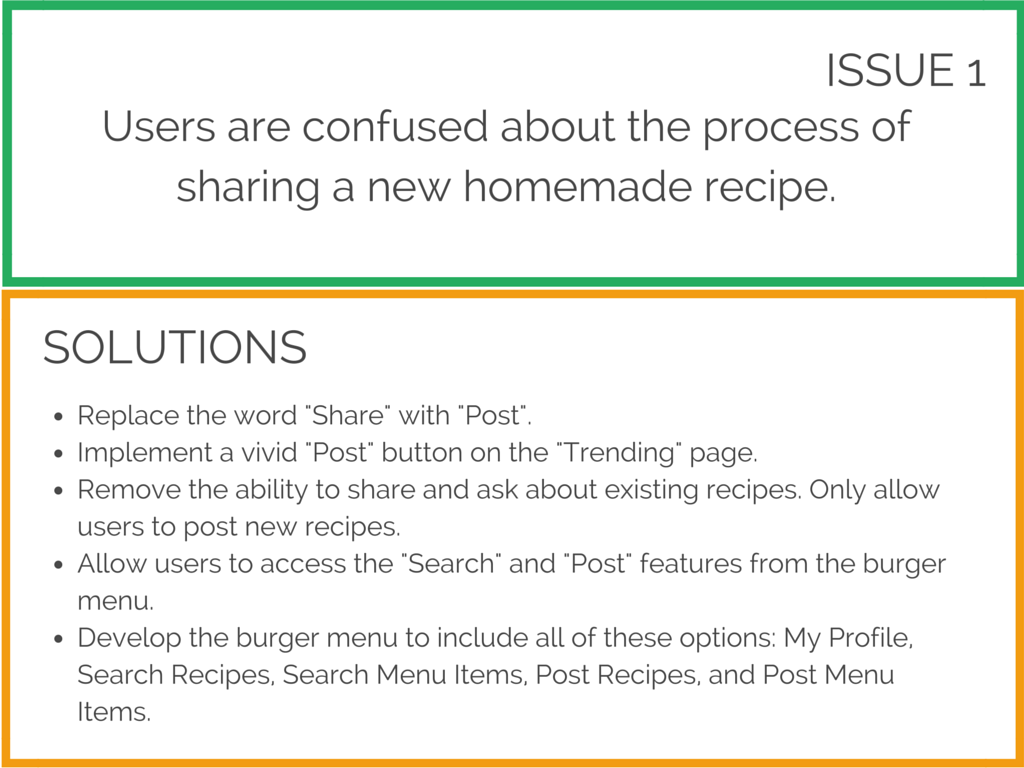 ISSUE 1
Users are confused about the process of
sharing a new homemade recipe.
SOLUTIONS
• Replace the word "Share" with "Post".
• Implement a vivid "Post" button on the "Trending" page.
• Remove the ability to share and ask about existing recipes. Only allow
users to post new recipes.
• Allow users to access the "Search" and "Post" features from the burger
menu.
• Develop the burger menu to include all of these options: My Profile,
Search Recipes, Search Menu Items, Post Recipes, and Post Menu
Items.